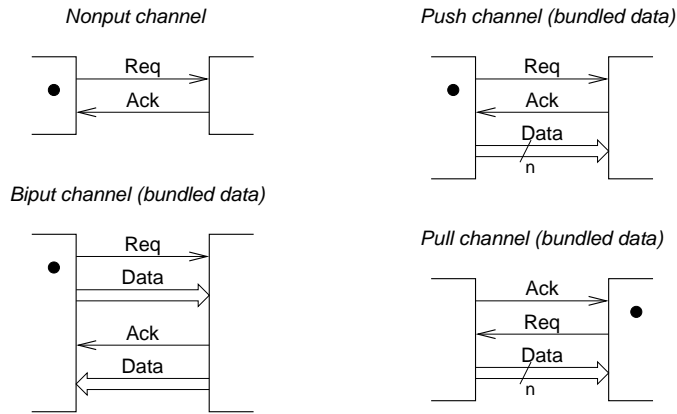 Nonput channel
Req
Ack
Push channel (bundled data)
Req
Ack
Data
n
Biput channel (bundled data)
Req
Data
Ack
Data
Pull channel (bundled data)
Ack
Req
Data
n